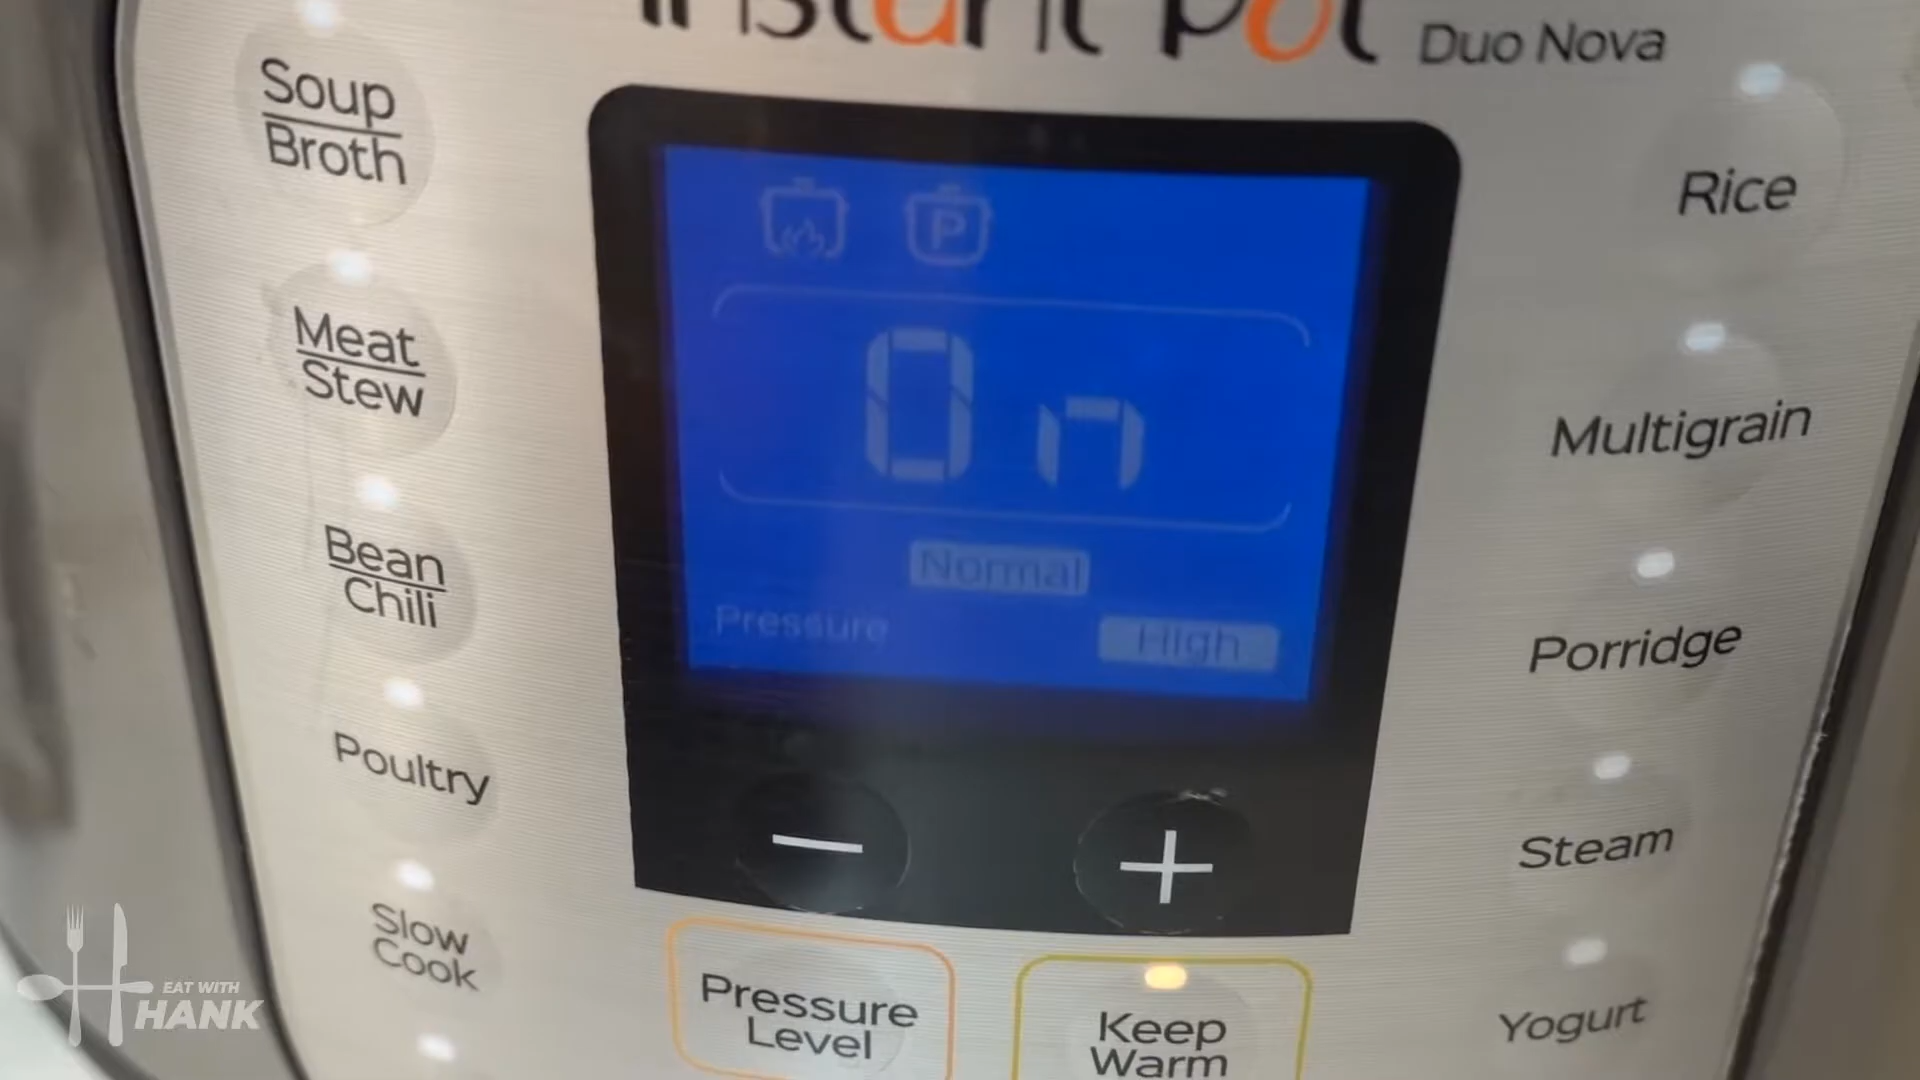 Instant Pot Duo Nova
Soup
Broth
Meat
Stew
Bean
Chili
Poultry
Slow
Cook
P
On
Normal
Pressure High
Pressure
Level
Keep
Warm
Rice
Multigrain
Porridge
Steam
Yogurt
EAT WITH
HANK